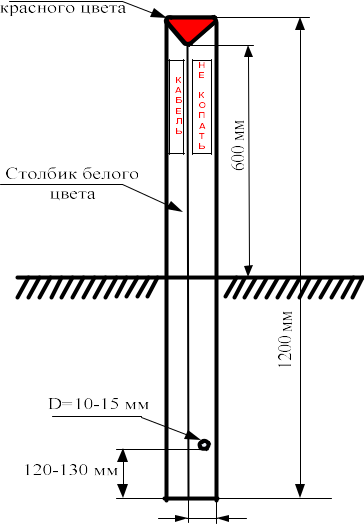 красного цвета
КАБЕЛЬ
НЕ КОПАТЬ
600 мм
Столбик белого
цвета
1200 мм
D=10-15 мм
120-130 мм